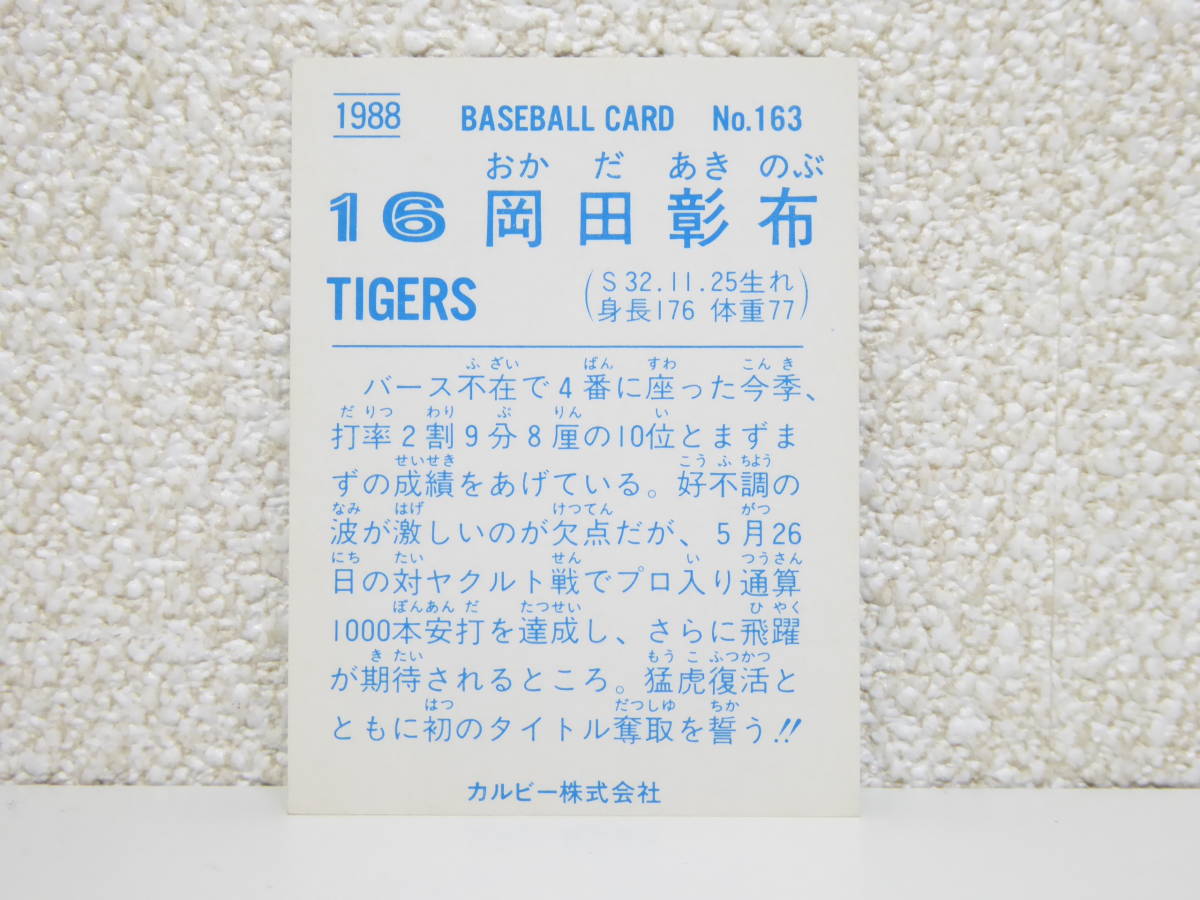 1988 BASEBALL CARD No.163
おか だ あき のぶ
16 岡田彰布
TIGERS
(S32.11.25生れ
身長176 体重77)
ふ ざい ばん すわ こん き
バース不在で4番に座った今季、
だ りつ わり ぶ りん い
打率2割9分8厘の10位とまずま
せいせき こう ふ ちよう
ずの成績をあげている。好不調の
なみ はげ けつてん がつ
波が激しいのが欠点だが、5月26
にち たい せん い つうさん
日の対ヤクルト戦でプロ入り通算
ぽんあん だ たつせい ひ やく
1000本安打を達成し、さらに飛躍
き たい もう こ ふつかつ
が期待されるところ。猛虎復活と
はつ だつしゆ ちか
ともに初のタイトル奪取を誓う!!
カルビー株式会社